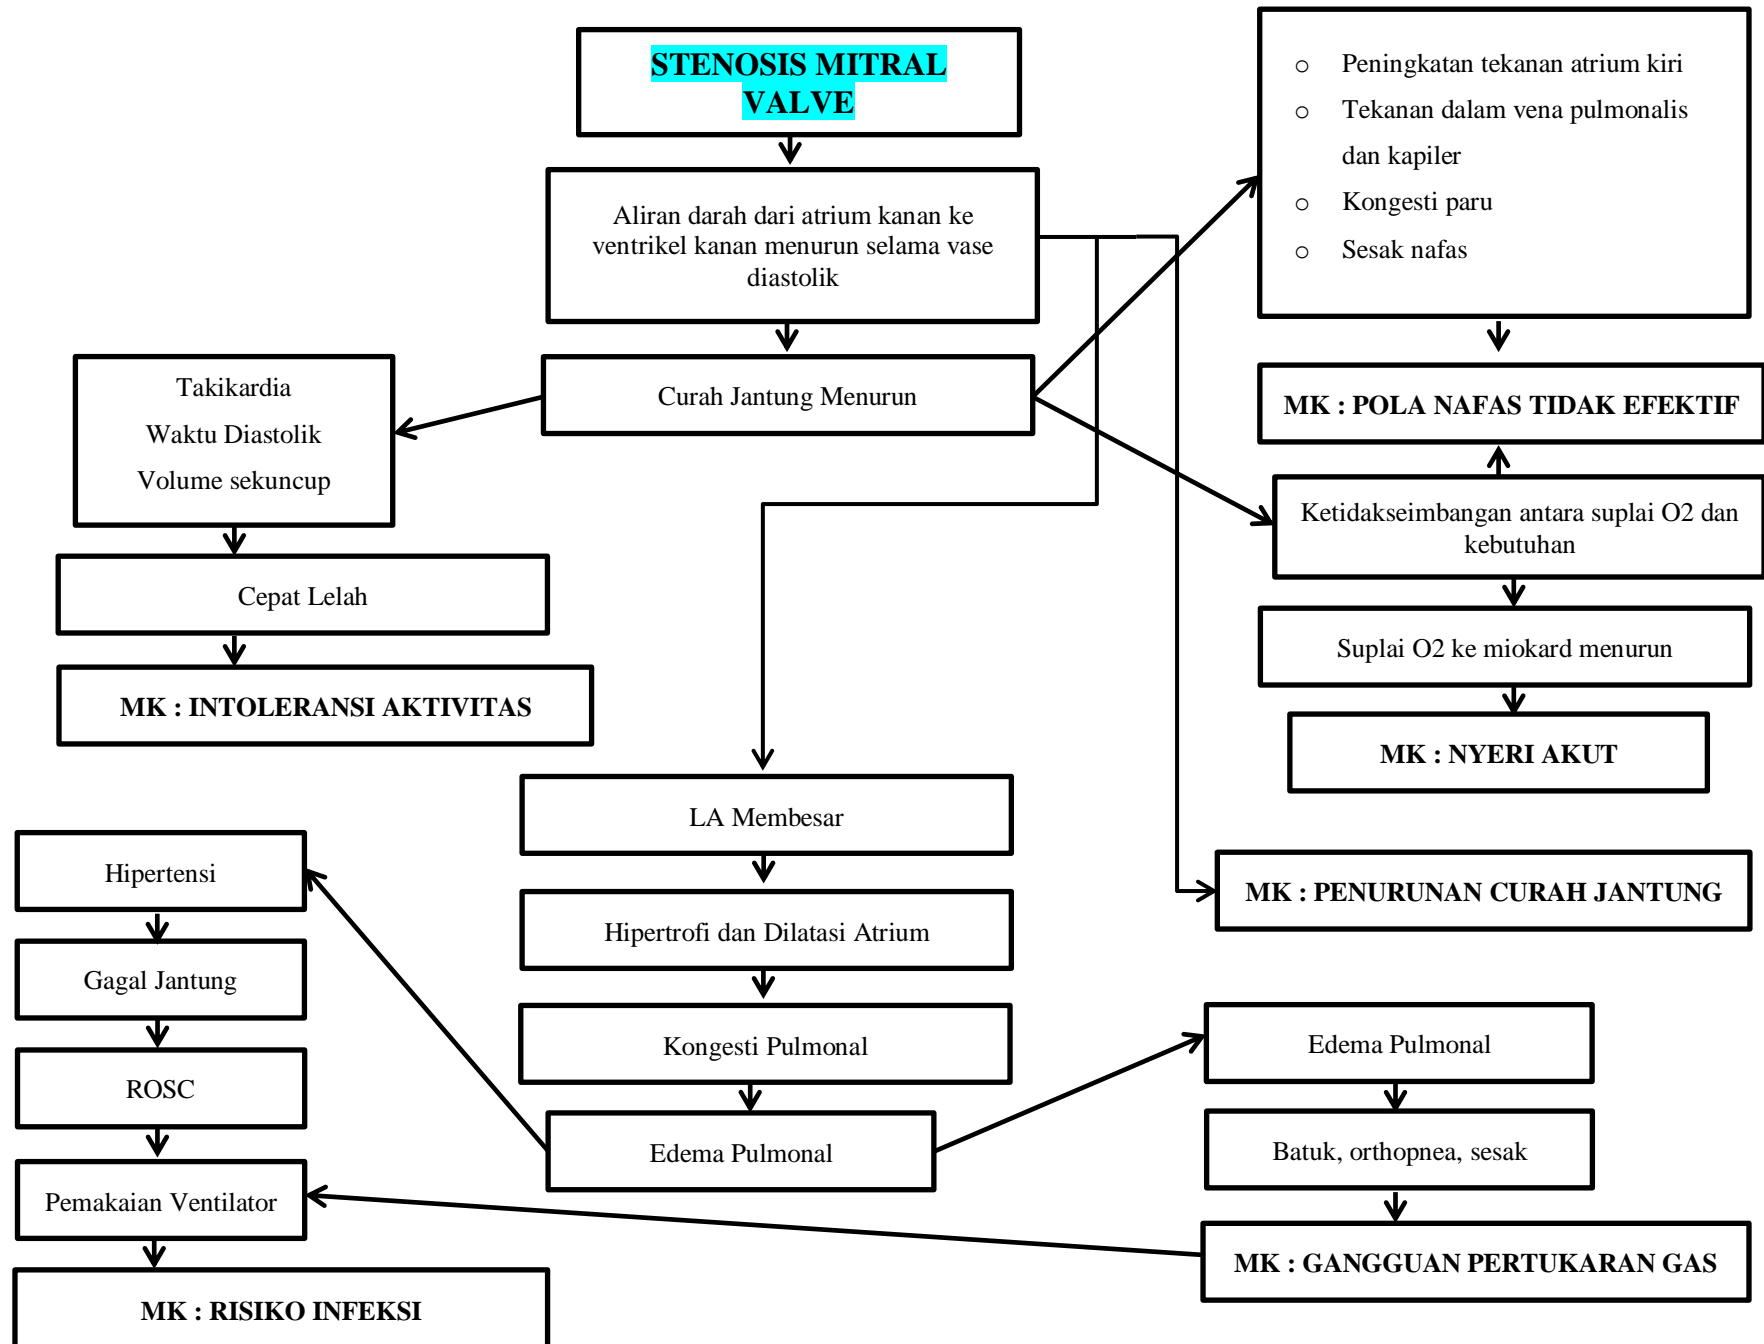 STENOSIS MITRAL
VALVE
Aliran darah dari atrium kanan ke
ventrikel kanan menurun selama vase
diastolik
Curah Jantung Menurun
○ Peningkatan tekanan atrium kiri
○ Tekanan dalam vena pulmonalis
dan kapiler
○ Kongesti paru
○ Sesak nafas
MK : POLA NAFAS TIDAK EFEKTIF
Ketidakseimbangan antara suplai O2 dan
kebutuhan
Suplai O2 ke miokard menurun
MK : NYERI AKUT
MK : PENURUNAN CURAH JANTUNG
Takikardia
Waktu Diastolik
Volume sekuncup
Cepat Lelah
MK : INTOLERANSI AKTIVITAS
LA Membesar
Hipertrofi dan Dilatasi Atrium
Kongesti Pulmonal
Edema Pulmonal
Hipertensi
Gagal Jantung
ROSC
Pemakaian Ventilator
MK : RISIKO INFEKSI
Edema Pulmonal
Batuk, orthopnea, sesak
MK : GANGGUAN PERTUKARAN GAS